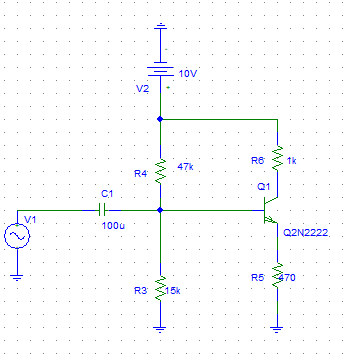 -
10V
V2
+
R4
47k
R6
1k
C1
Q1
V1
100u
Q2N2222
R3
15k
R5
470